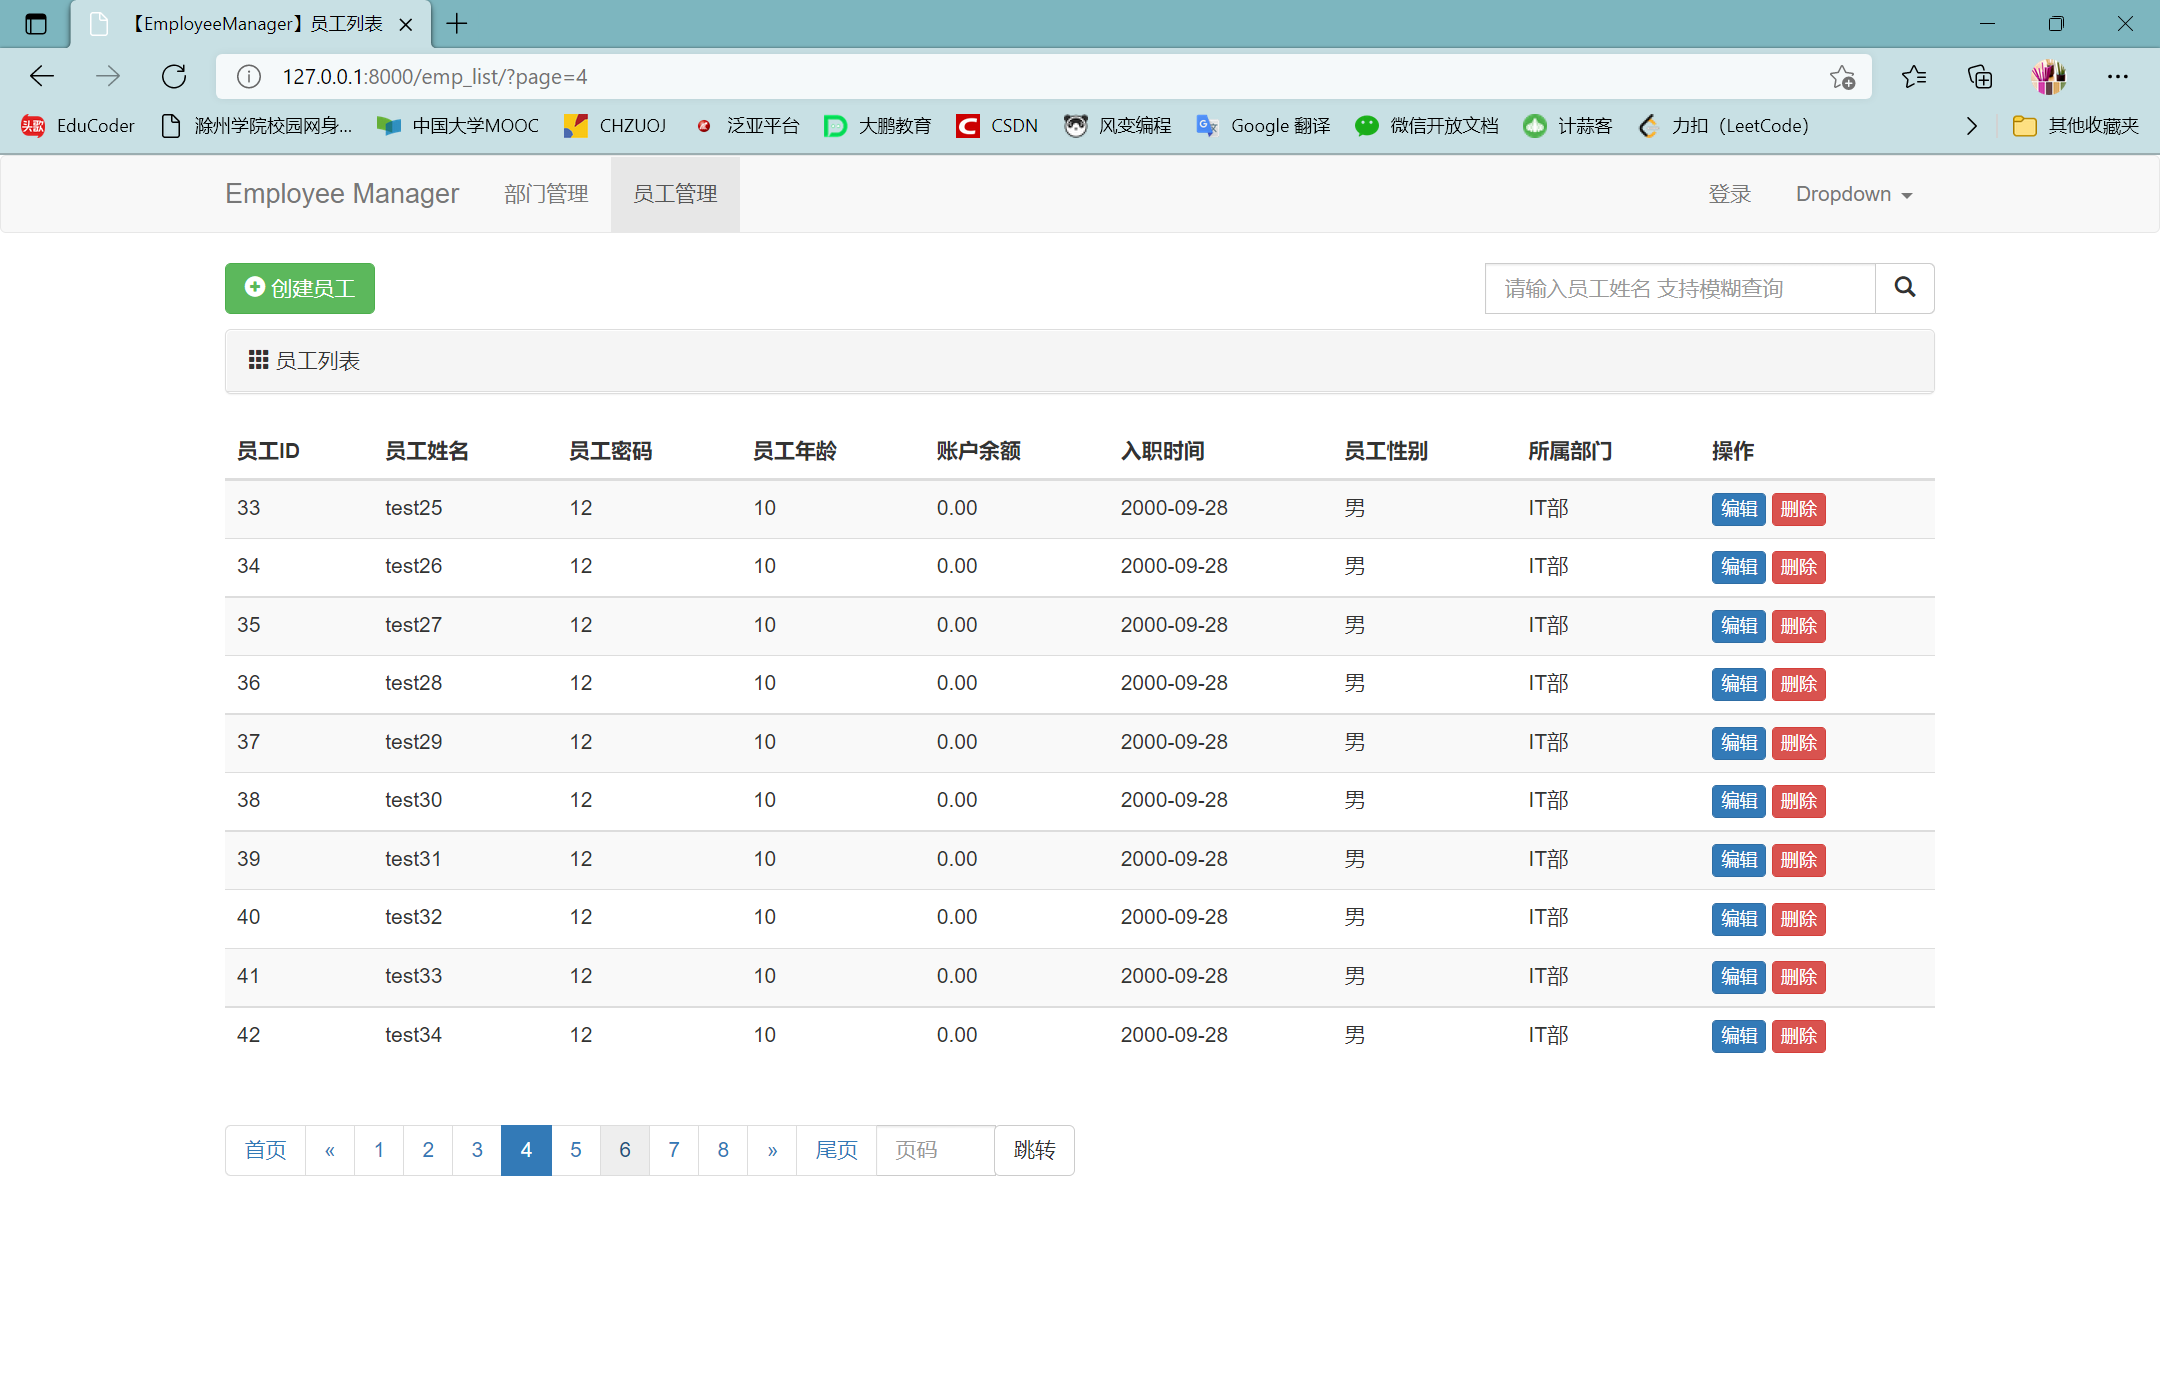 【EmployeeManager】员工列表
127.0.0.1:8000/emp_list/?page=4
头歌 EduCoder 滁州学院校园网身... 中国大学MOOC CHZUOJ 泛亚平台 大鹏教育 CSDN 风变编程 Google 翻译 微信开放文档 计蒜客 力扣（LeetCode） 其他收藏夹
Employee Manager 部门管理 员工管理 登录 Dropdown
创建员工 请输入员工姓名 支持模糊查询
员工列表
员工ID 员工姓名 员工密码 员工年龄 账户余额 入职时间 员工性别 所属部门 操作
33 test25 12 10 0.00 2000-09-28 男 IT部 编辑 删除
34 test26 12 10 0.00 2000-09-28 男 IT部 编辑 删除
35 test27 12 10 0.00 2000-09-28 男 IT部 编辑 删除
36 test28 12 10 0.00 2000-09-28 男 IT部 编辑 删除
37 test29 12 10 0.00 2000-09-28 男 IT部 编辑 删除
38 test30 12 10 0.00 2000-09-28 男 IT部 编辑 删除
39 test31 12 10 0.00 2000-09-28 男 IT部 编辑 删除
40 test32 12 10 0.00 2000-09-28 男 IT部 编辑 删除
41 test33 12 10 0.00 2000-09-28 男 IT部 编辑 删除
42 test34 12 10 0.00 2000-09-28 男 IT部 编辑 删除
首页 « 1 2 3 4 5 6 7 8 » 尾页 页码 跳转